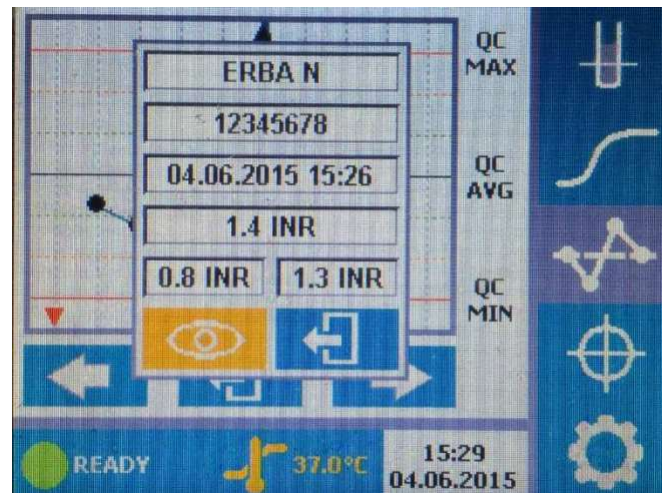 QC
MAX
ERBA N
12345678
04.06.2015 15:26
QC
AVG
1.4 INR
0.8 INR 1.3 INR
QC
MIN
READY 37.0°C 15:29
04.06.2015